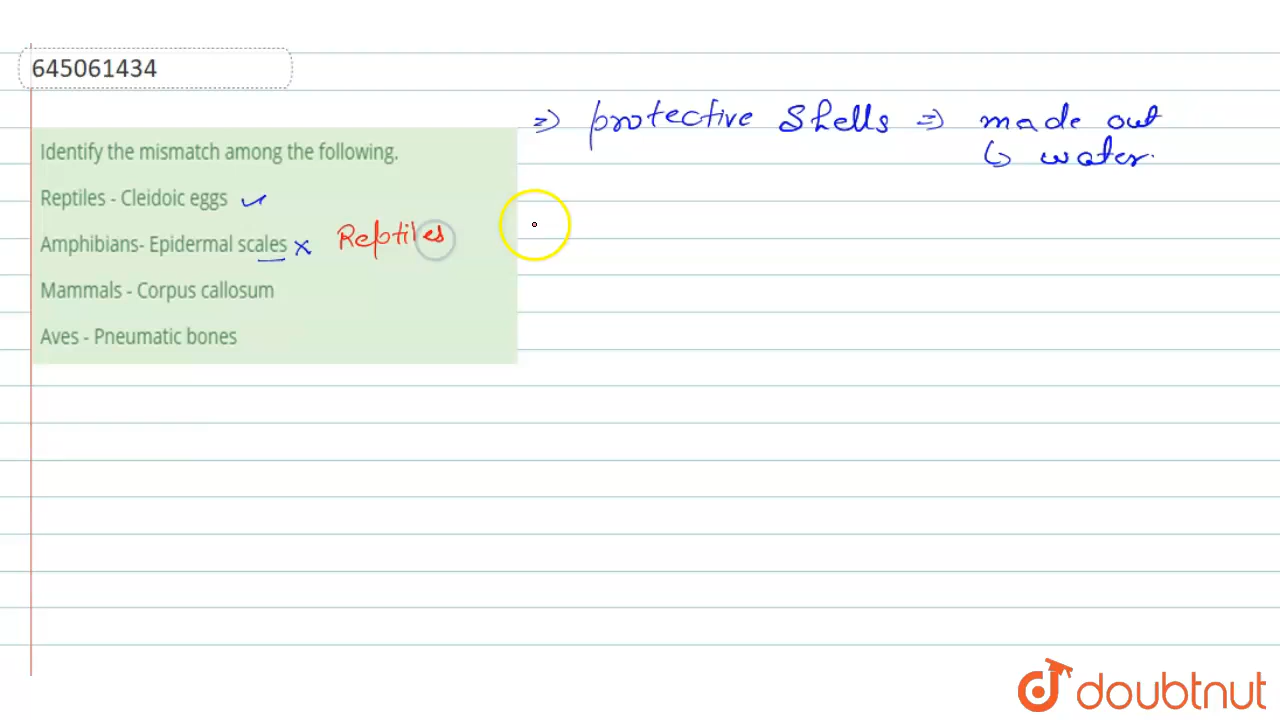 645061434
⇒ protective Shells ⇒ made out
↳ water.
Identify the mismatch among the following.
Reptiles - Cleidoic eggs ✓
Amphibians- Epidermal scales × Reptiles
Mammals - Corpus callosum
Aves - Pneumatic bones
doubtnut